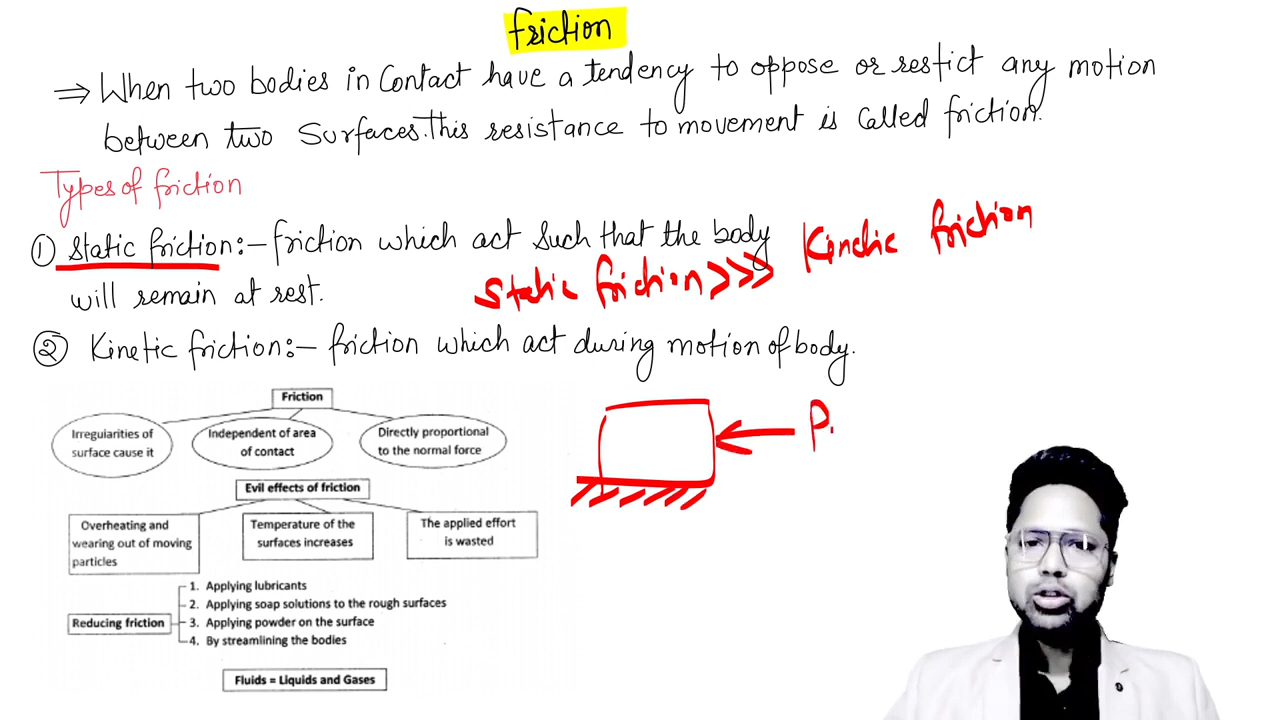 friction
⇒ When two bodies in Contact have a tendency to oppose or restict any motion
between two Surfaces.This resistance to movement is Called friction.
Types of friction
① Static friction:– friction which act Such that the body
Kinetic friction
Static friction >>>
will remain at rest.
② Kinetic friction:– friction which act during motion of body.
Friction
Irregularities of
surface cause it
Independent of area
of contact
Directly proportional
to the normal force
P.
Evil effects of friction
Overheating and
wearing out of moving
particles
Temperature of the
surfaces increases
The applied effort
is wasted
Reducing friction
1. Applying lubricants
2. Applying soap solutions to the rough surfaces
3. Applying powder on the surface
4. By streamlining the bodies
Fluids = Liquids and Gases